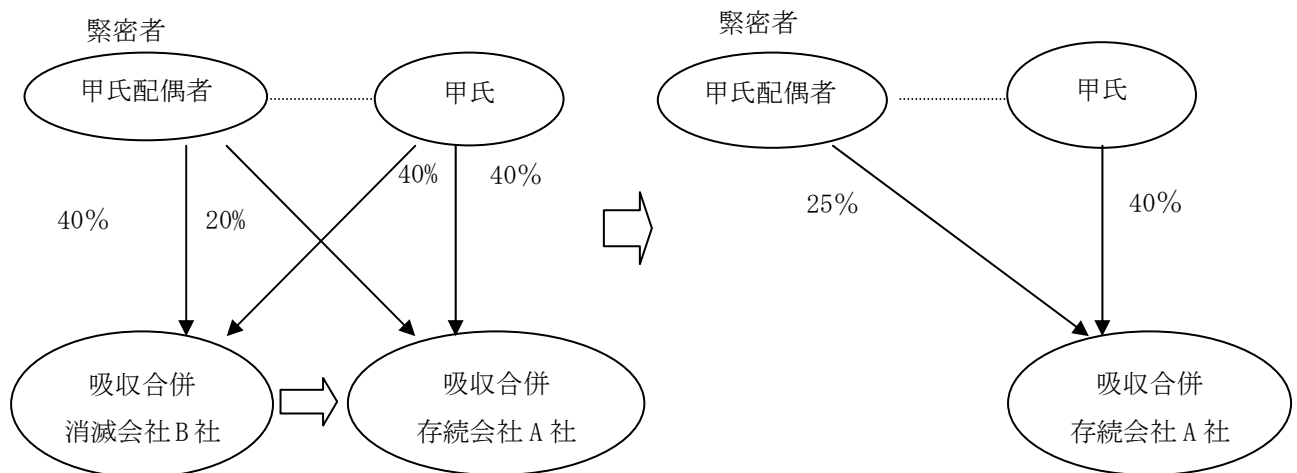 緊密者
甲氏配偶者
甲氏
40%
20%
40%
40%
吸収合併
消滅会社B社
吸収合併
存続会社A社
緊密者
甲氏配偶者
甲氏
25%
40%
吸収合併
存続会社A社